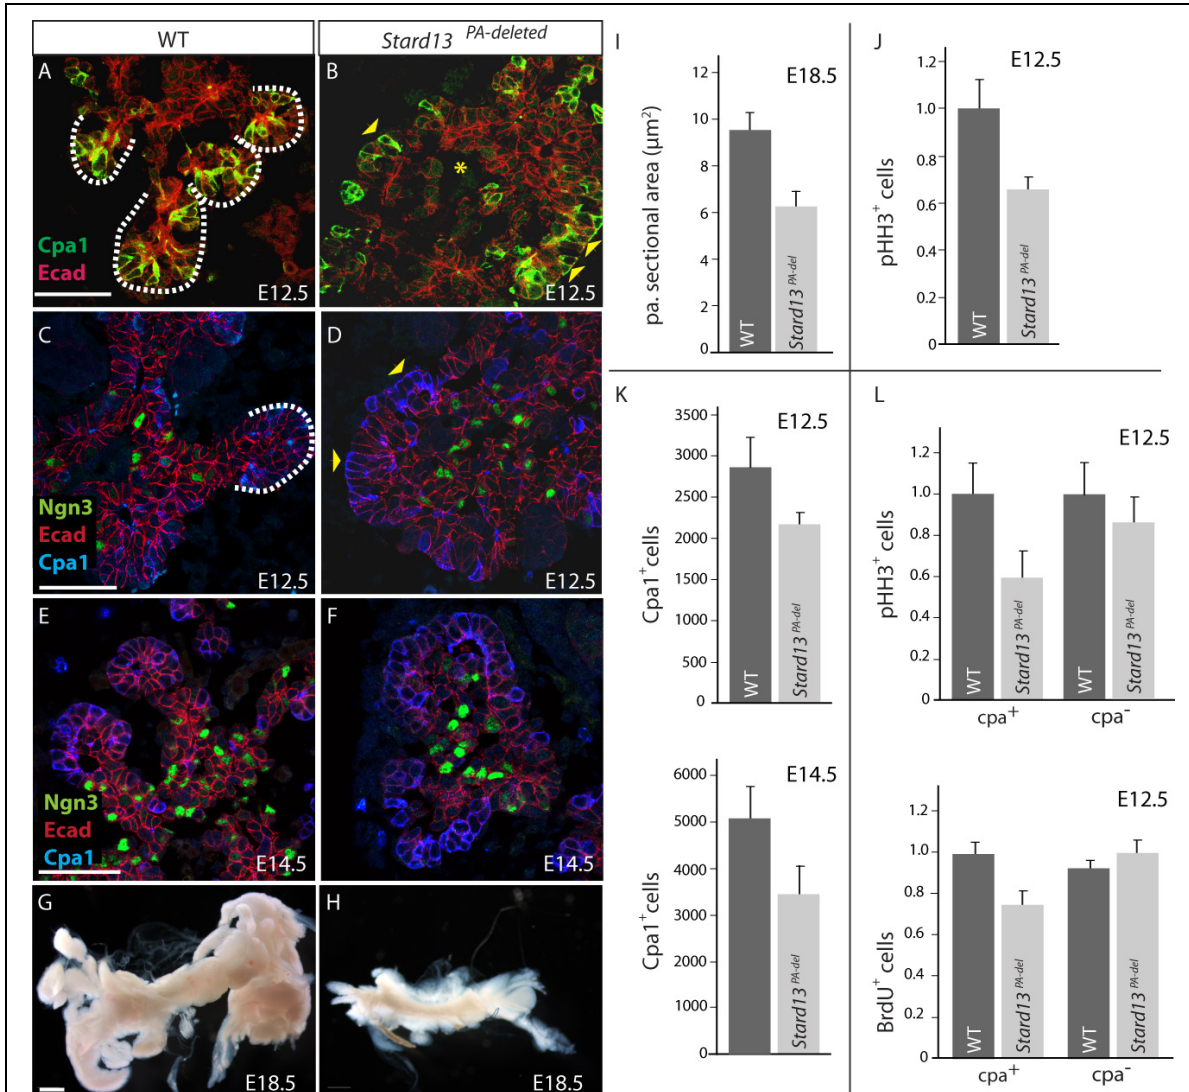 WT
Stard13 PA-deleted
A
Cpa1
Ecad
E12.5
B
*
E12.5
C
Ngn3
Ecad
Cpa1
E12.5
D
E12.5
E
Ngn3
Ecad
Cpa1
E14.5
F
E14.5
G
E18.5
H
E18.5
I
E18.5
pa. sectional area (µm²)
12
10
8
6
4
2
0
WT
Stard13 PA-del
J
E12.5
pHH3⁺ cells
1.2
1.0
0.8
0.6
0.4
0.2
0
WT
Stard13 PA-del
K
E12.5
Cpa1⁺cells
3500
3000
2500
2000
1500
1000
500
0
WT
Stard13 PA-del
E14.5
Cpa1⁺cells
6000
5000
4000
3000
2000
1000
0
Stard13 PA-del
L
E12.5
pHH3⁺ cells
1.2
1.0
0.8
0.6
0.4
0.2
0
WT
Stard13 PA-del
WT
Stard13 PA-del
cpa⁺
cpa⁻
E12.5
BrdU⁺ cells
1.2
1.0
0.8
0.6
0.4
0.2
0
WT
Stard13 PA-del
WT
Stard13 PA-del
cpa⁺
cpa⁻